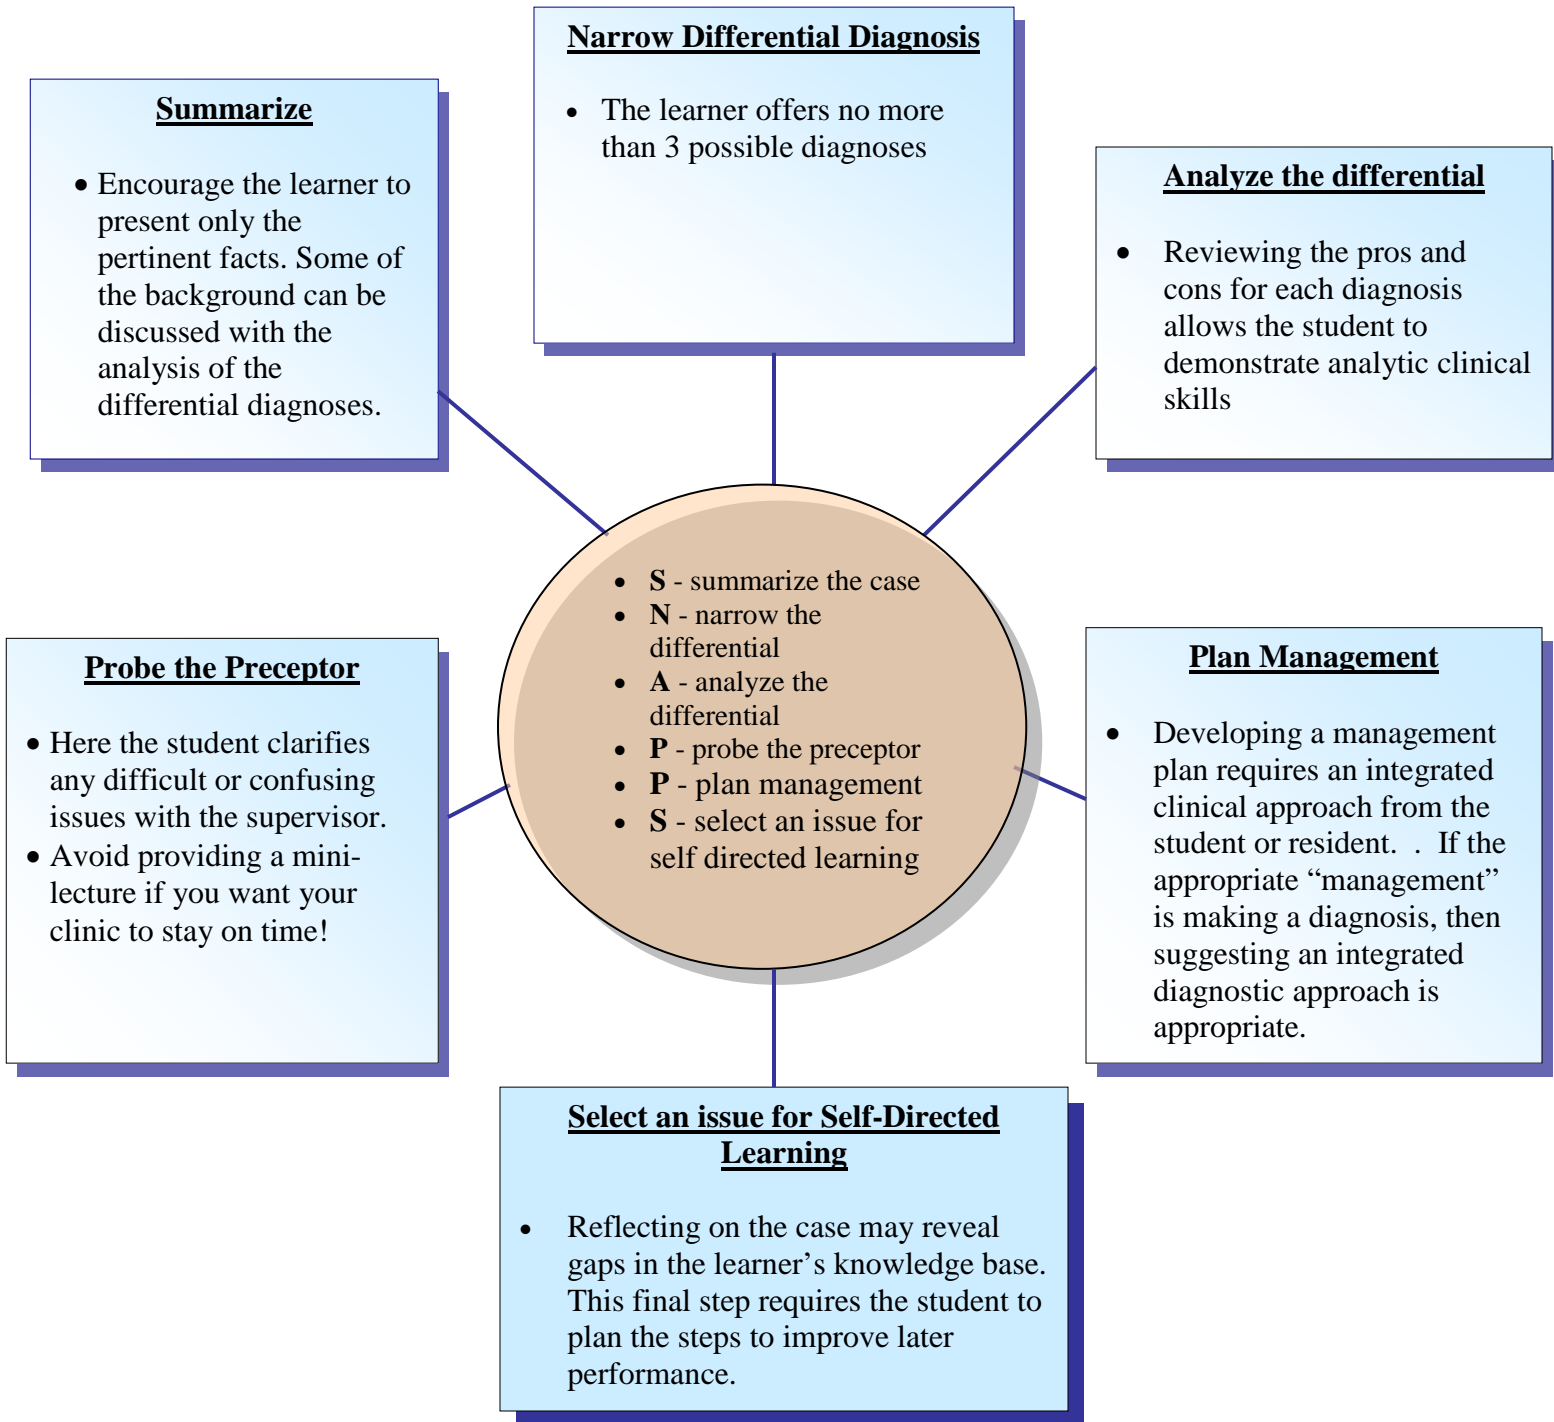 Narrow Differential Diagnosis
• The learner offers no more
than 3 possible diagnoses
Summarize
• Encourage the learner to
present only the
pertinent facts. Some of
the background can be
discussed with the
analysis of the
differential diagnoses.
Analyze the differential
• Reviewing the pros and
cons for each diagnosis
allows the student to
demonstrate analytic clinical
skills
• S - summarize the case
• N - narrow the
differential
• A - analyze the
differential
• P - probe the preceptor
• P - plan management
• S - select an issue for
self directed learning
Probe the Preceptor
• Here the student clarifies
any difficult or confusing
issues with the supervisor.
• Avoid providing a mini-
lecture if you want your
clinic to stay on time!
Plan Management
• Developing a management
plan requires an integrated
clinical approach from the
student or resident. . If the
appropriate “management”
is making a diagnosis, then
suggesting an integrated
diagnostic approach is
appropriate.
Select an issue for Self-Directed
Learning
• Reflecting on the case may reveal
gaps in the learner’s knowledge base.
This final step requires the student to
plan the steps to improve later
performance.